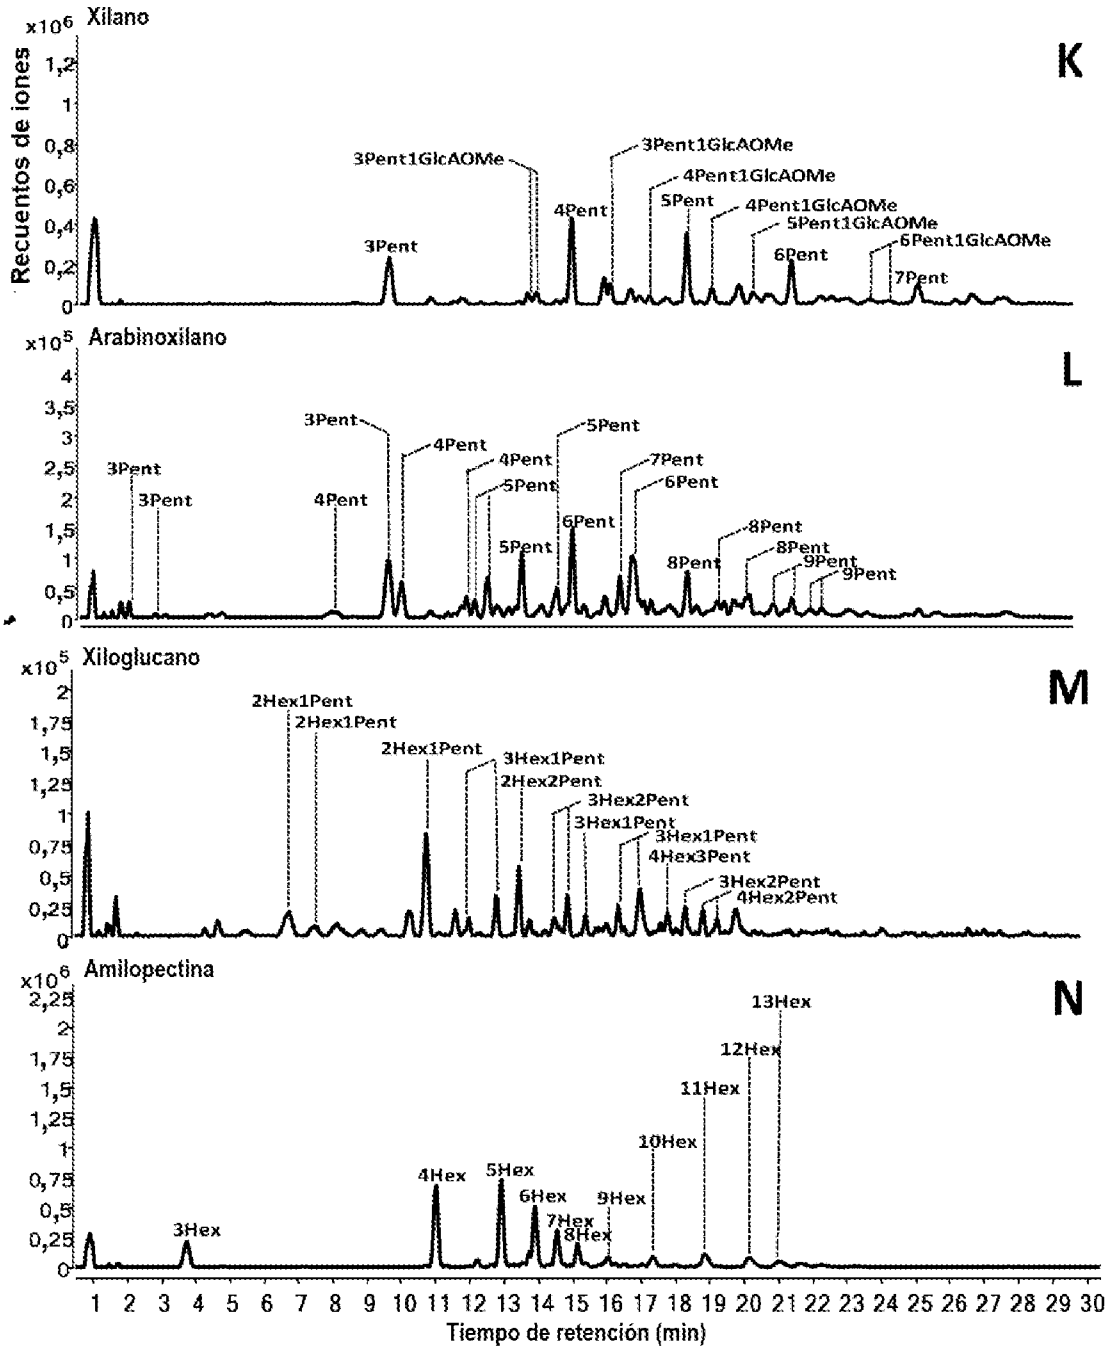 x10⁶ Xilano
K
Recuentos de iones
1,2
1
0,8
0,6
0,4
0,2
0
3Pent
3Pent1GlcAOMe
4Pent
3Pent1GlcAOMe
4Pent1GlcAOMe
5Pent
4Pent1GlcAOMe
5Pent1GlcAOMe
6Pent
6Pent1GlcAOMe
7Pent
x10⁵ Arabinoxilano
L
4
3,5
3
2,5
2
1,5
1
0,5
0
3Pent
3Pent
4Pent
3Pent
4Pent
4Pent
5Pent
5Pent
5Pent
6Pent
7Pent
6Pent
8Pent
8Pent
8Pent
9Pent
9Pent
x10⁵ Xiloglucano
M
2
1,75
1,5
1,25
1
0,75
0,5
0,25
0
2Hex1Pent
2Hex1Pent
2Hex1Pent
3Hex1Pent
2Hex2Pent
3Hex2Pent
3Hex1Pent
3Hex1Pent
4Hex3Pent
3Hex2Pent
4Hex2Pent
x10⁶ Amilopectina
N
2,25
2
1,75
1,5
1,25
1
0,75
0,5
0,25
0
3Hex
4Hex
5Hex
6Hex
7Hex
8Hex
9Hex
10Hex
11Hex
12Hex
13Hex
1 2 3 4 5 6 7 8 9 10 11 12 13 14 15 16 17 18 19 20 21 22 23 24 25 26 27 28 29 30
Tiempo de retención (min)